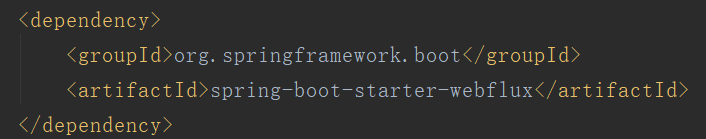 <dependency>
    <groupId>org.springframework.boot</groupId>
    <artifactId>spring-boot-starter-webflux</artifactId>
</dependency>